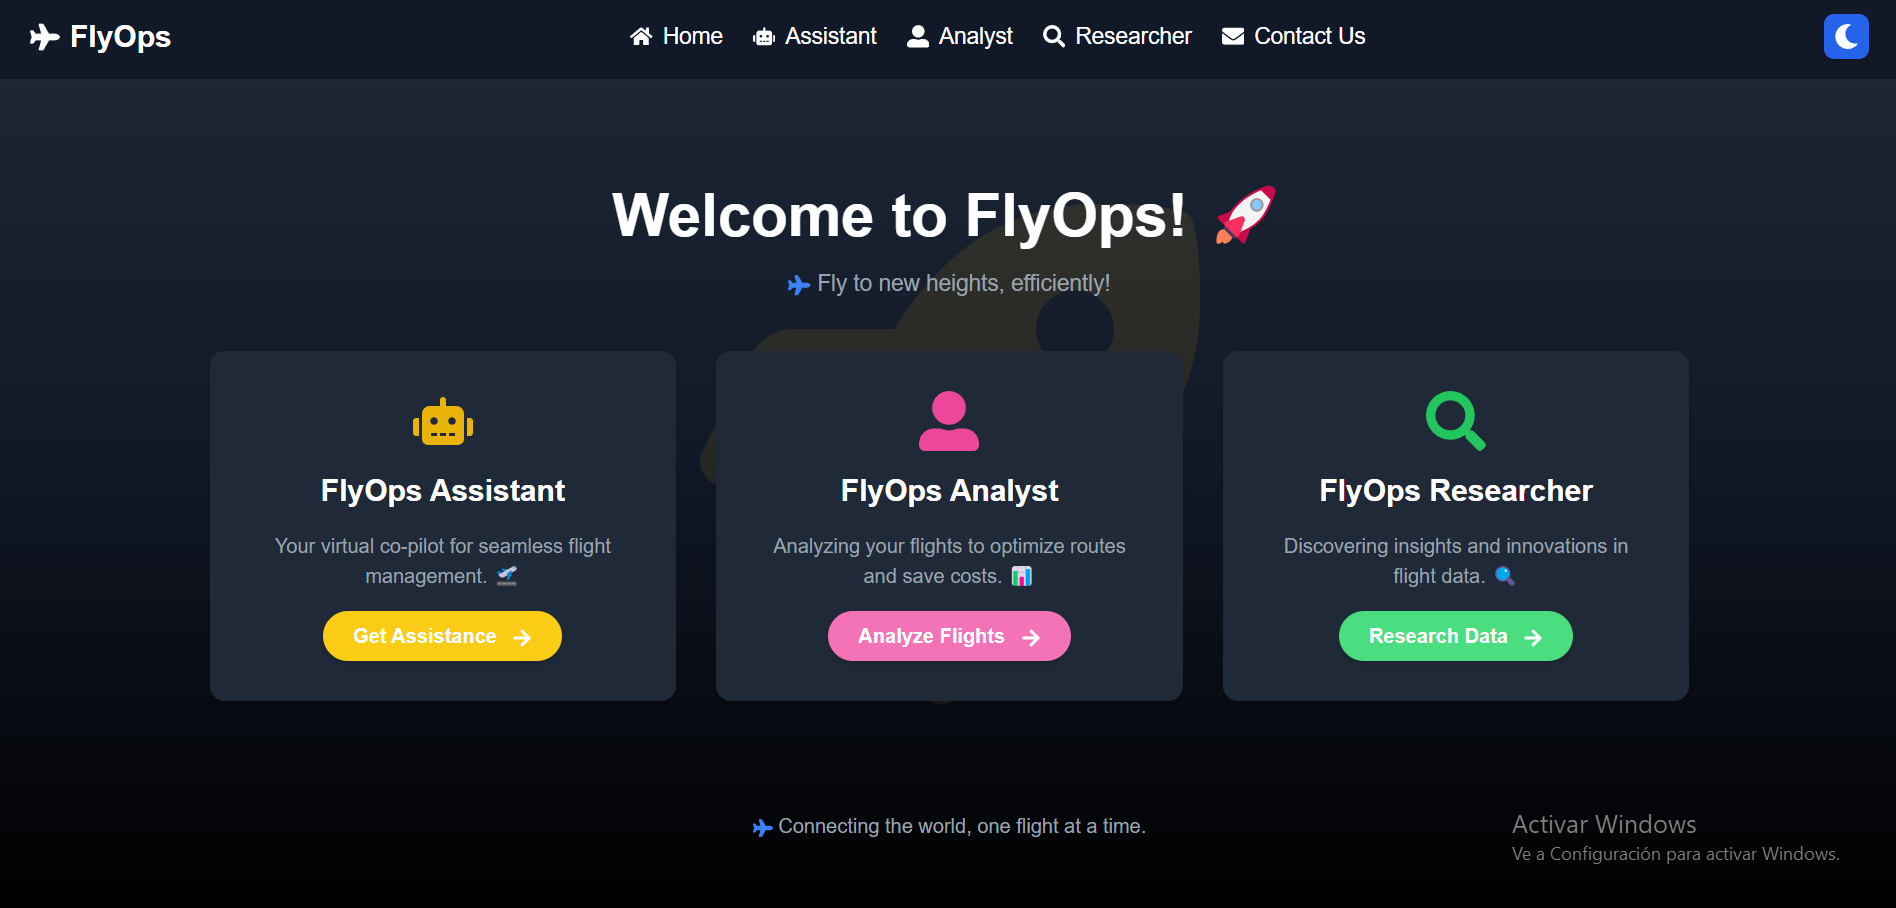 FlyOps
Home
Assistant
Analyst
Researcher
Contact Us
Welcome to FlyOps! 🚀
Fly to new heights, efficiently!
FlyOps Assistant
Your virtual co-pilot for seamless flight
management. 🛫
Get Assistance
FlyOps Analyst
Analyzing your flights to optimize routes
and save costs. 📊
Analyze Flights
FlyOps Researcher
Discovering insights and innovations in
flight data. 🔍
Research Data
Connecting the world, one flight at a time.
Activar Windows
Ve a Configuración para activar Windows.